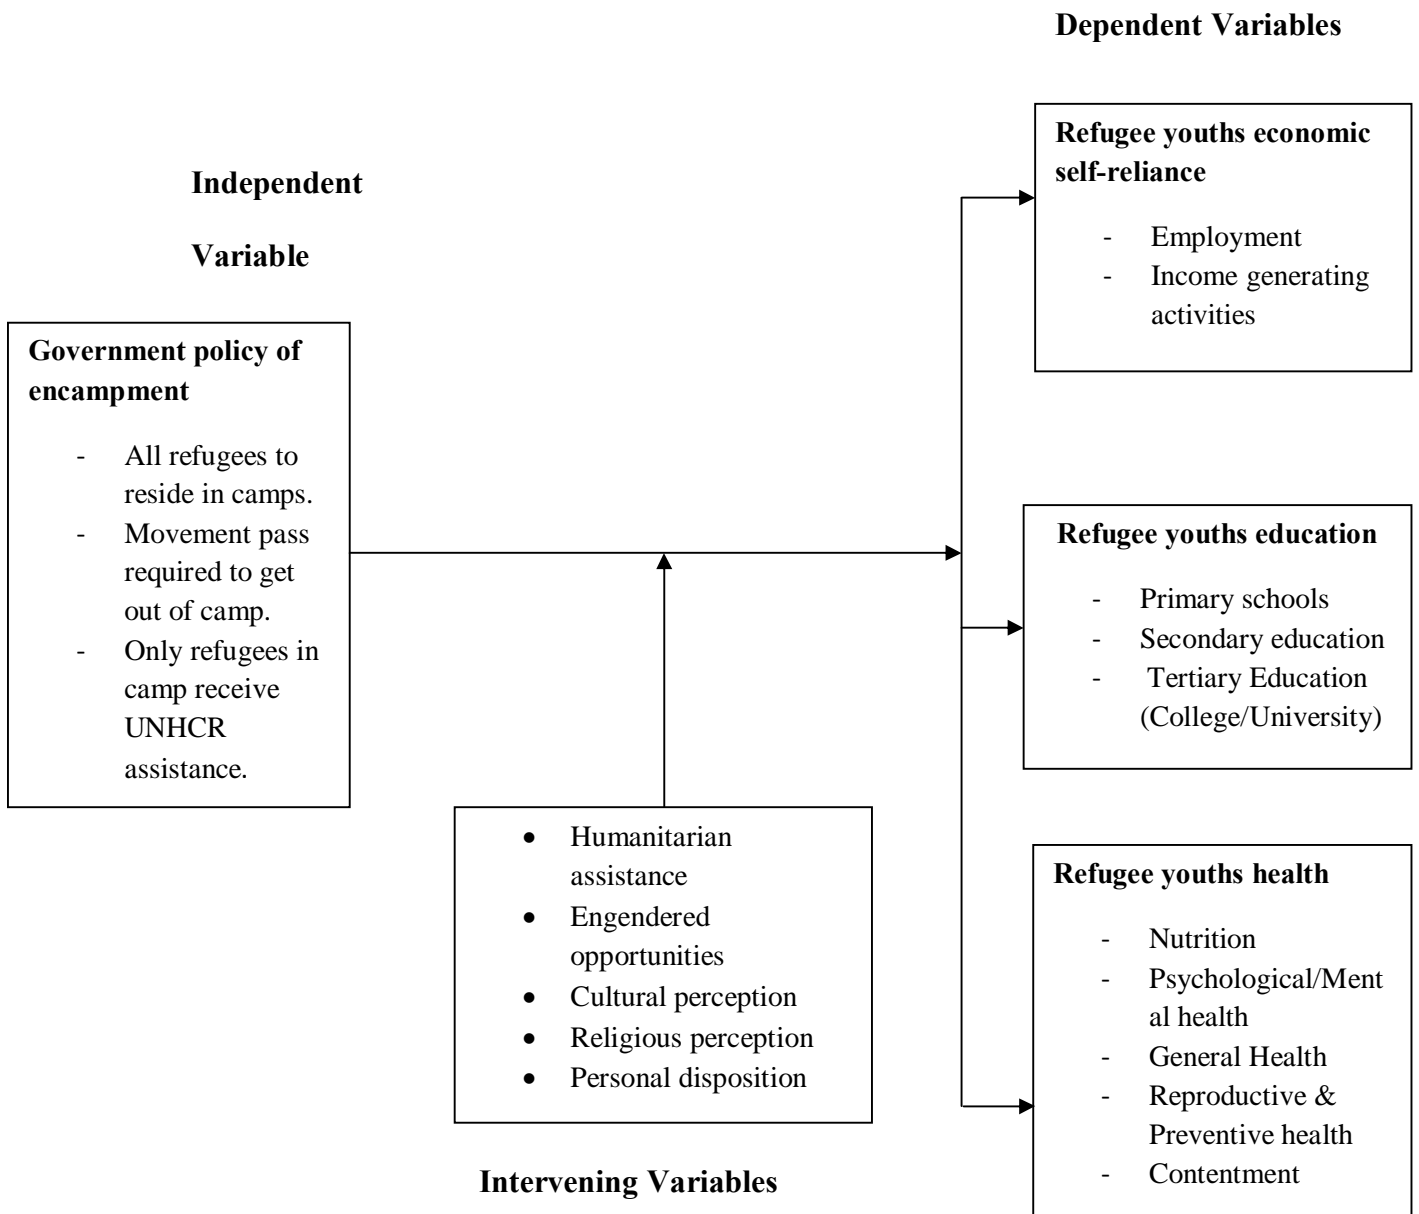 Dependent Variables
Independent
Variable
Government policy of
encampment
- All refugees to
reside in camps.
- Movement pass
required to get
out of camp.
- Only refugees in
camp receive
UNHCR
assistance.
• Humanitarian
assistance
• Engendered
opportunities
• Cultural perception
• Religious perception
• Personal disposition
Intervening Variables
Refugee youths economic
self-reliance
- Employment
- Income generating
activities
Refugee youths education
- Primary schools
- Secondary education
- Tertiary Education
(College/University)
Refugee youths health
- Nutrition
- Psychological/Ment
al health
- General Health
- Reproductive &
Preventive health
- Contentment